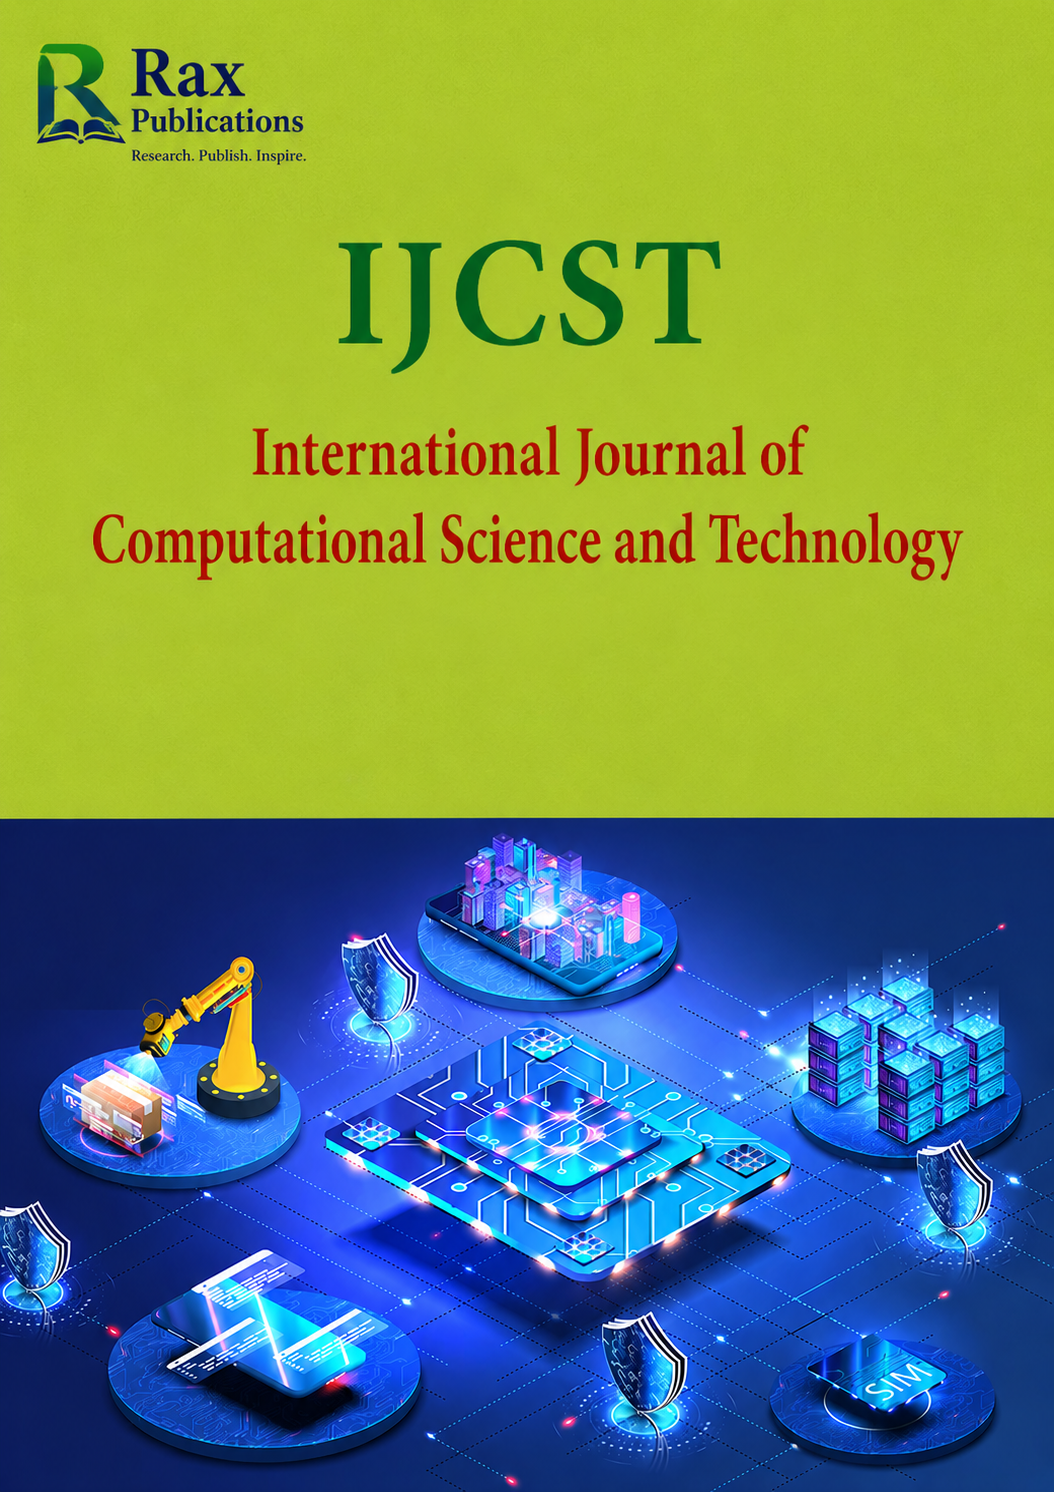 Rax
Publications
Research. Publish. Inspire.
IJCST
International Journal of
Computational Science and Technology
SIM